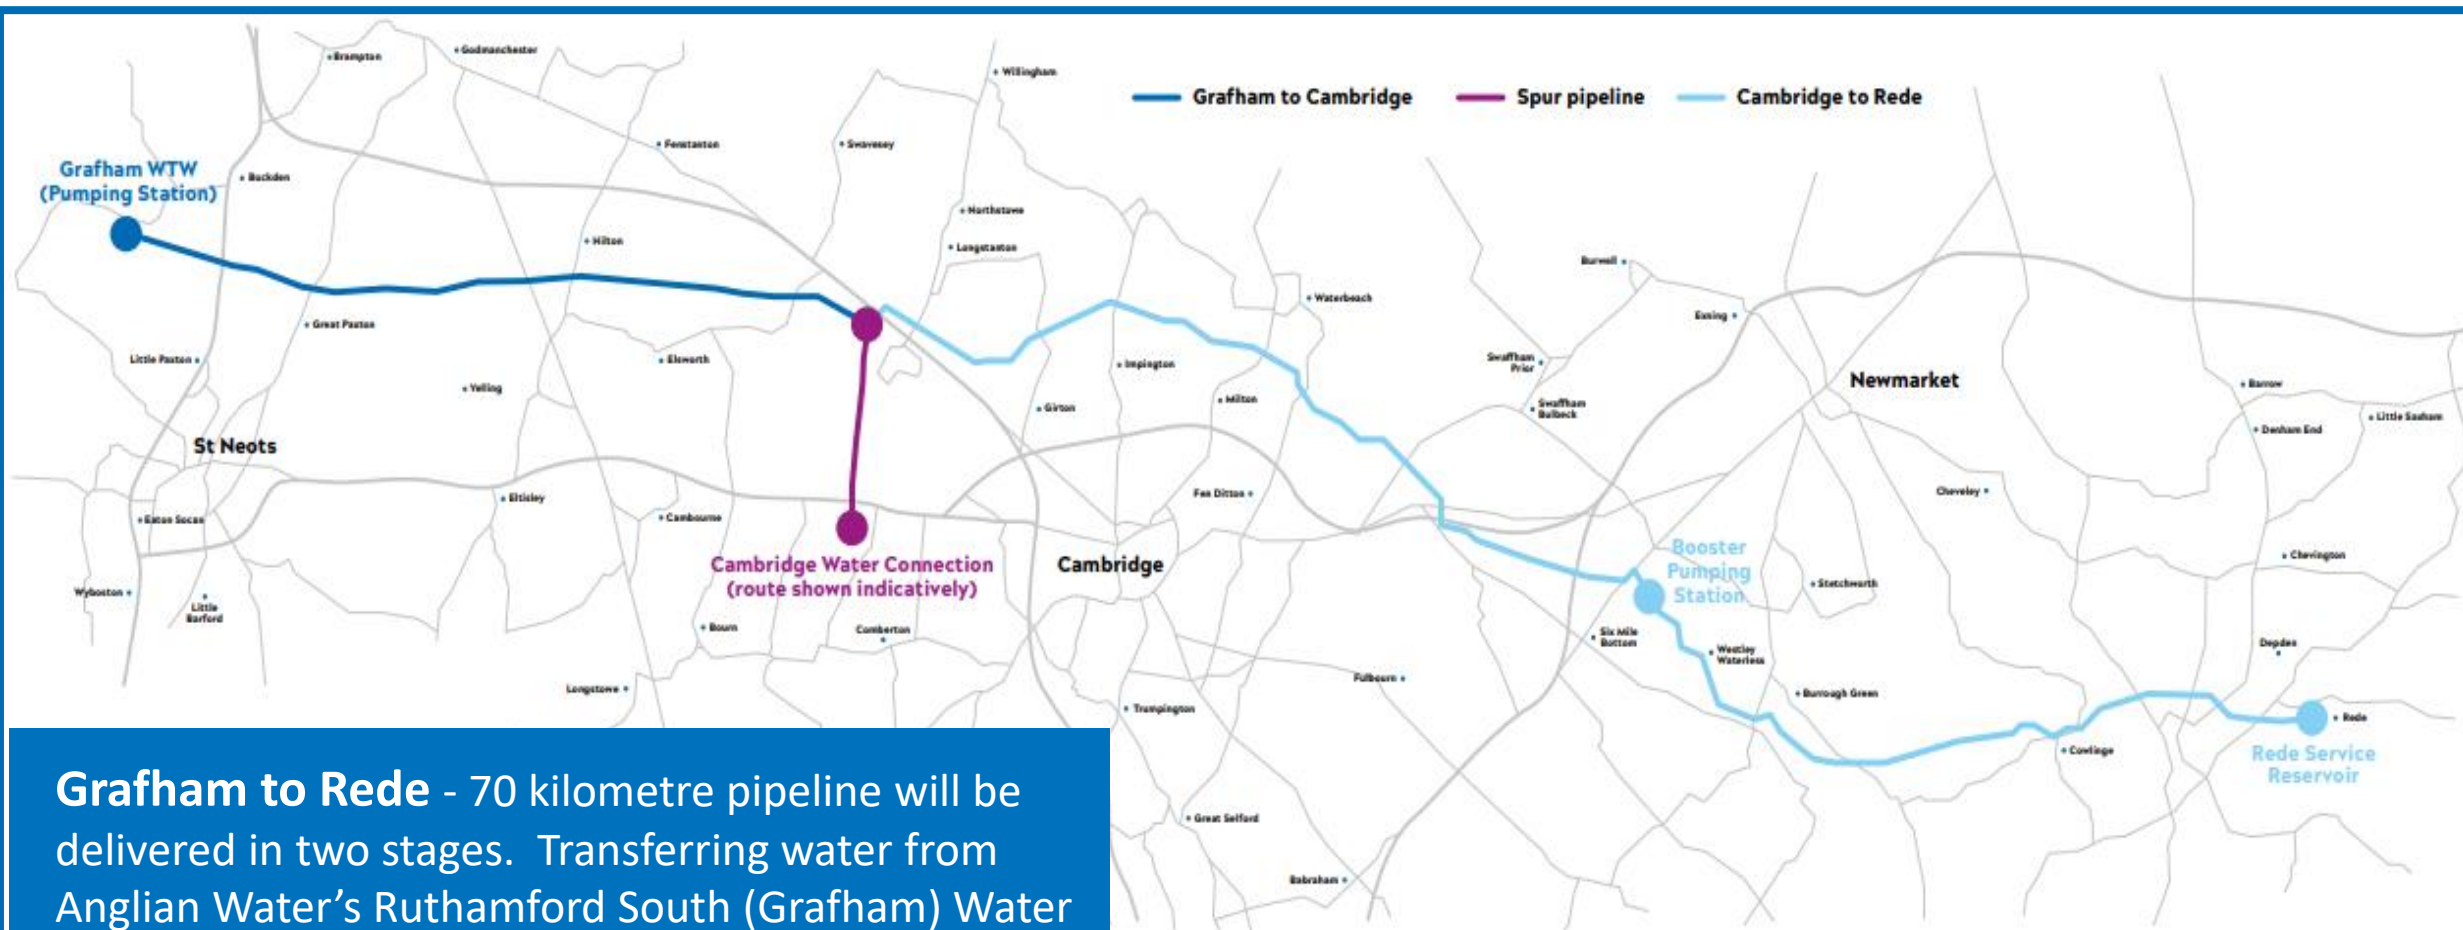 Brampton
Godmanchester
Willingham
Grafham to Cambridge
Spur pipeline
Cambridge to Rede
Fenstanton
Swavesey
Grafham WTW
(Pumping Station)
Buckden
Northstowe
Hilton
Longstanton
Burwell
Waterbeach
Exning
Great Paxton
Little Paxton
Elsworth
Impington
Swaffham
Prior
Newmarket
Yelling
Barrow
Milton
Girton
Swaffham
Bulbeck
Little Saxham
Denham End
St Neots
Eltisley
Fen Ditton
Cheveley
Eaton Socan
Cambourne
Booster
Pumping
Station
Chevington
Cambridge Water Connection
(route shown indicatively)
Cambridge
Stetchworth
Wyboston
Little
Barford
Bourn
Comberton
Six Mile
Bottom
Westley
Waterless
Depden
Longstowe
Fulbourn
Burrough Green
Trumpington
Rede
Cowlinge
Rede Service
Reservoir
Grafham to Rede - 70 kilometre pipeline will be
delivered in two stages.  Transferring water from
Anglian Water’s Ruthamford South (Grafham) Water
Great Selford
Babraham